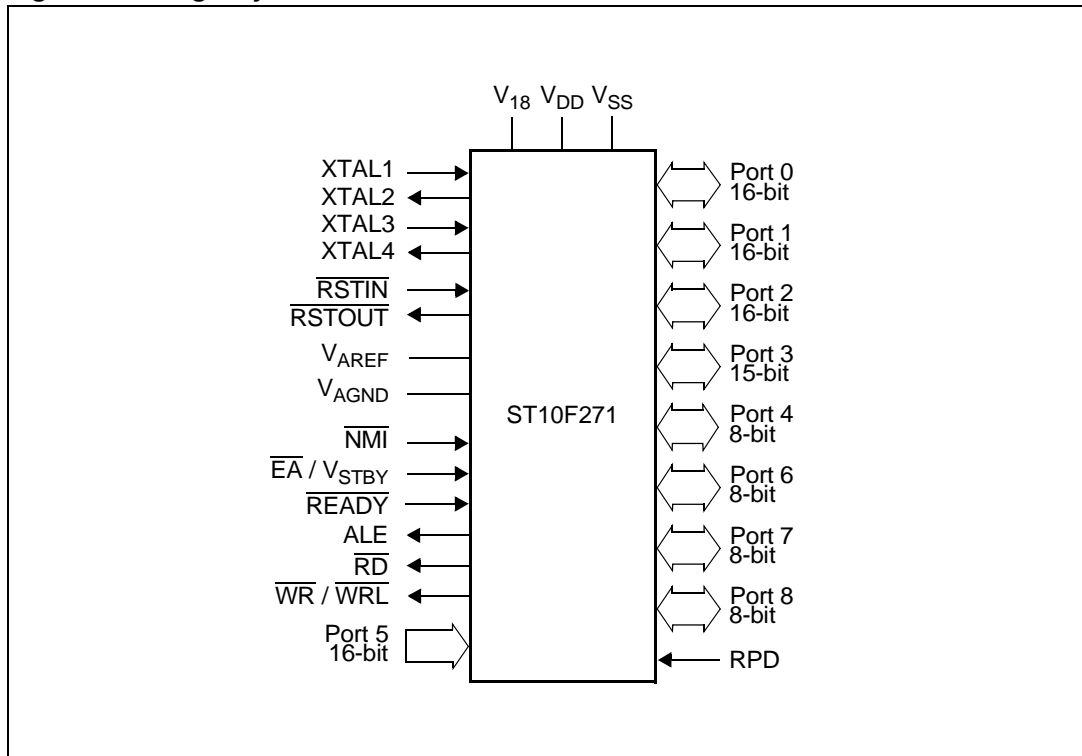 V18 VDD VSS
XTAL1
XTAL2
XTAL3
XTAL4
RSTIN
RSTOUT
VAREF
VAGND
NMI
EA / VSTBY
READY
ALE
RD
WR / WRL
Port 5
16-bit
ST10F271
Port 0
16-bit
Port 1
16-bit
Port 2
16-bit
Port 3
15-bit
Port 4
8-bit
Port 6
8-bit
Port 7
8-bit
Port 8
8-bit
RPD